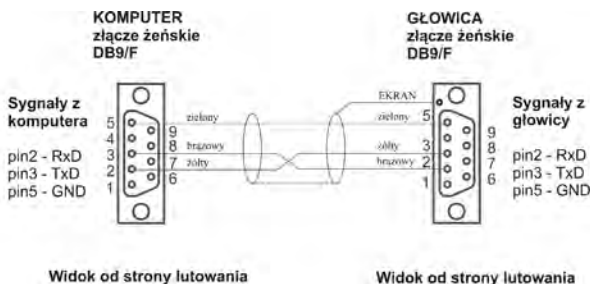 KOMPUTER
złącze żeńskie
DB9/F
Sygnały z
komputera
pin2 - RxD
pin3 - TxD
pin5 - GND
5
4
3
2
1
9
8
7
6
zielony
brązowy
żółty
GŁOWICA
złącze żeńskie
DB9/F
EKRAN
zielony
żółty
brązowy
5
3
2
1
9
8
7
6
Sygnały z
głowicy
pin2 - RxD
pin3 - TxD
pin5 - GND
Widok od strony lutowania
Widok od strony lutowania